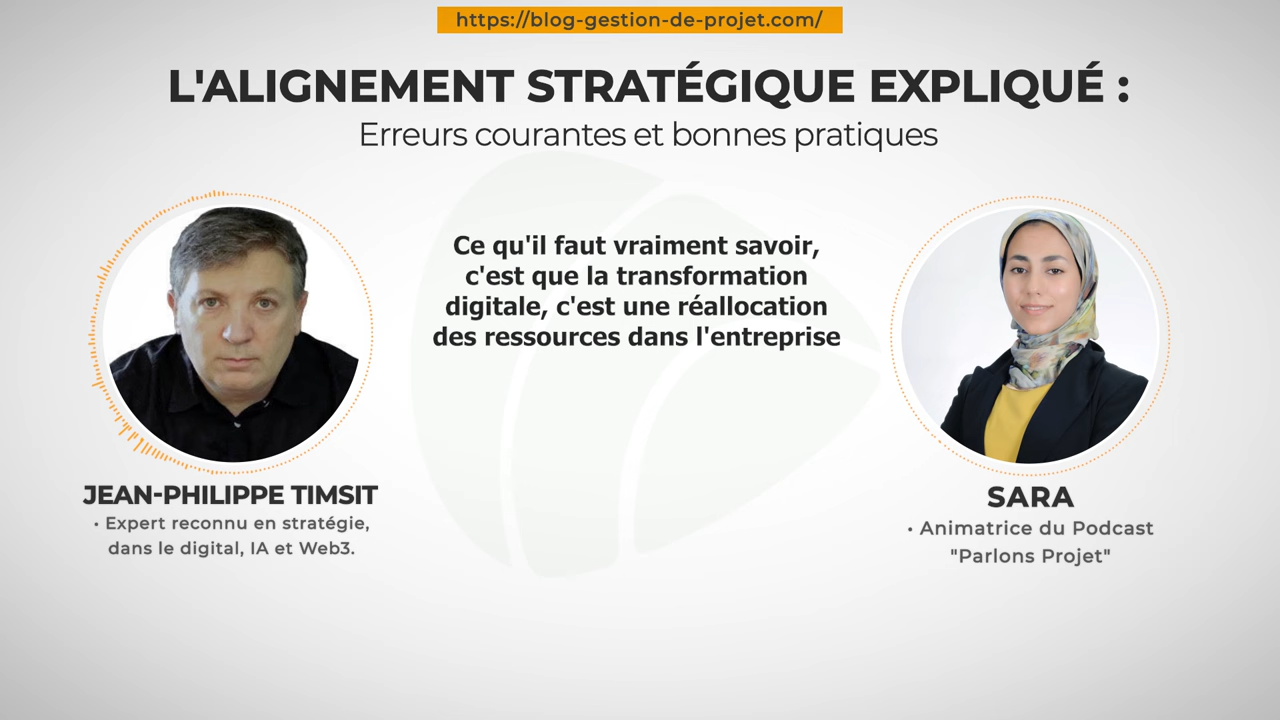 https://blog-gestion-de-projet.com/
L'ALIGNEMENT STRATÉGIQUE EXPLIQUÉ :
Erreurs courantes et bonnes pratiques
Ce qu'il faut vraiment savoir,
c'est que la transformation
digitale, c'est une réallocation
des ressources dans l'entreprise
JEAN-PHILIPPE TIMSIT
• Expert reconnu en stratégie,
dans le digital, IA et Web3.
SARA
• Animatrice du Podcast
"Parlons Projet"